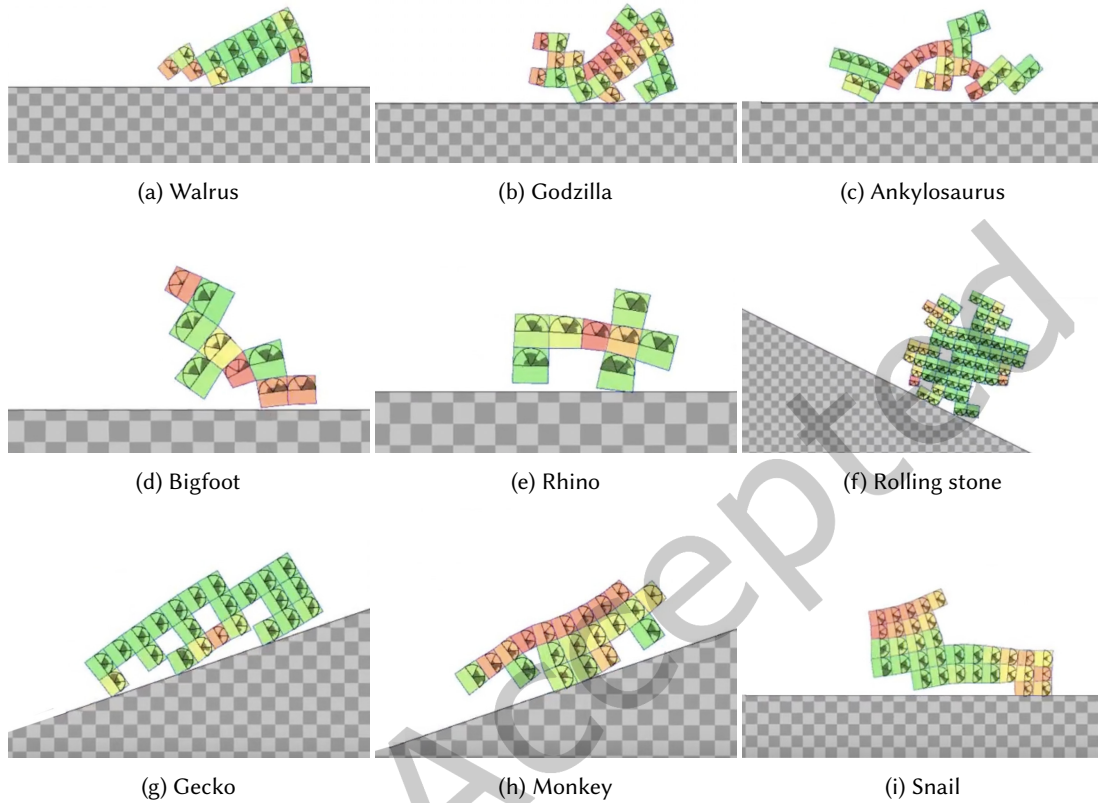 (a) Walrus
(b) Godzilla
(c) Ankylosaurus
(d) Bigfoot
(e) Rhino
(f) Rolling stone
(g) Gecko
(h) Monkey
(i) Snail
Accepted